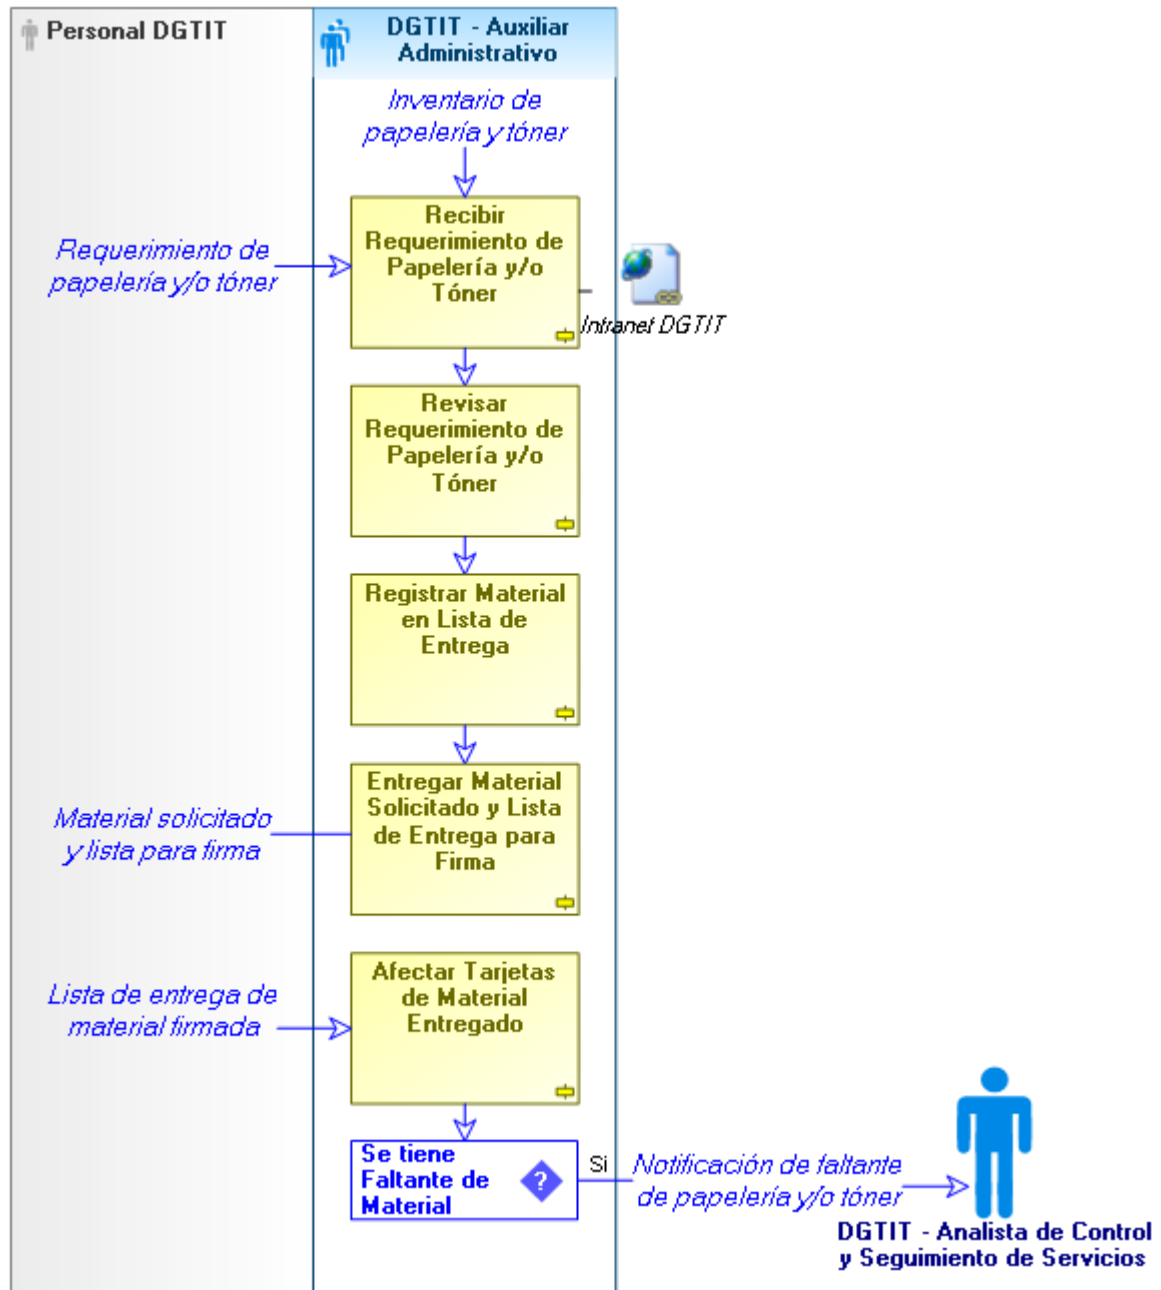 Personal DGTIT
DGTIT - Auxiliar
Administrativo
Inventario de
papelería y tóner
Requerimiento de
papelería y/o tóner
Recibir
Requerimiento de
Papelería y/o
Tóner
Intranet DGTIT
Revisar
Requerimiento de
Papelería y/o
Tóner
Registrar Material
en Lista de
Entrega
Material solicitado
y lista para firma
Entregar Material
Solicitado y Lista
de Entrega para
Firma
Lista de entrega de
material firmada
Afectar Tarjetas
de Material
Entregado
Se tiene
Faltante de
Material
?
Si
Notificación de faltante
de papelería y/o tóner
DGTIT - Analista de Control
y Seguimiento de Servicios